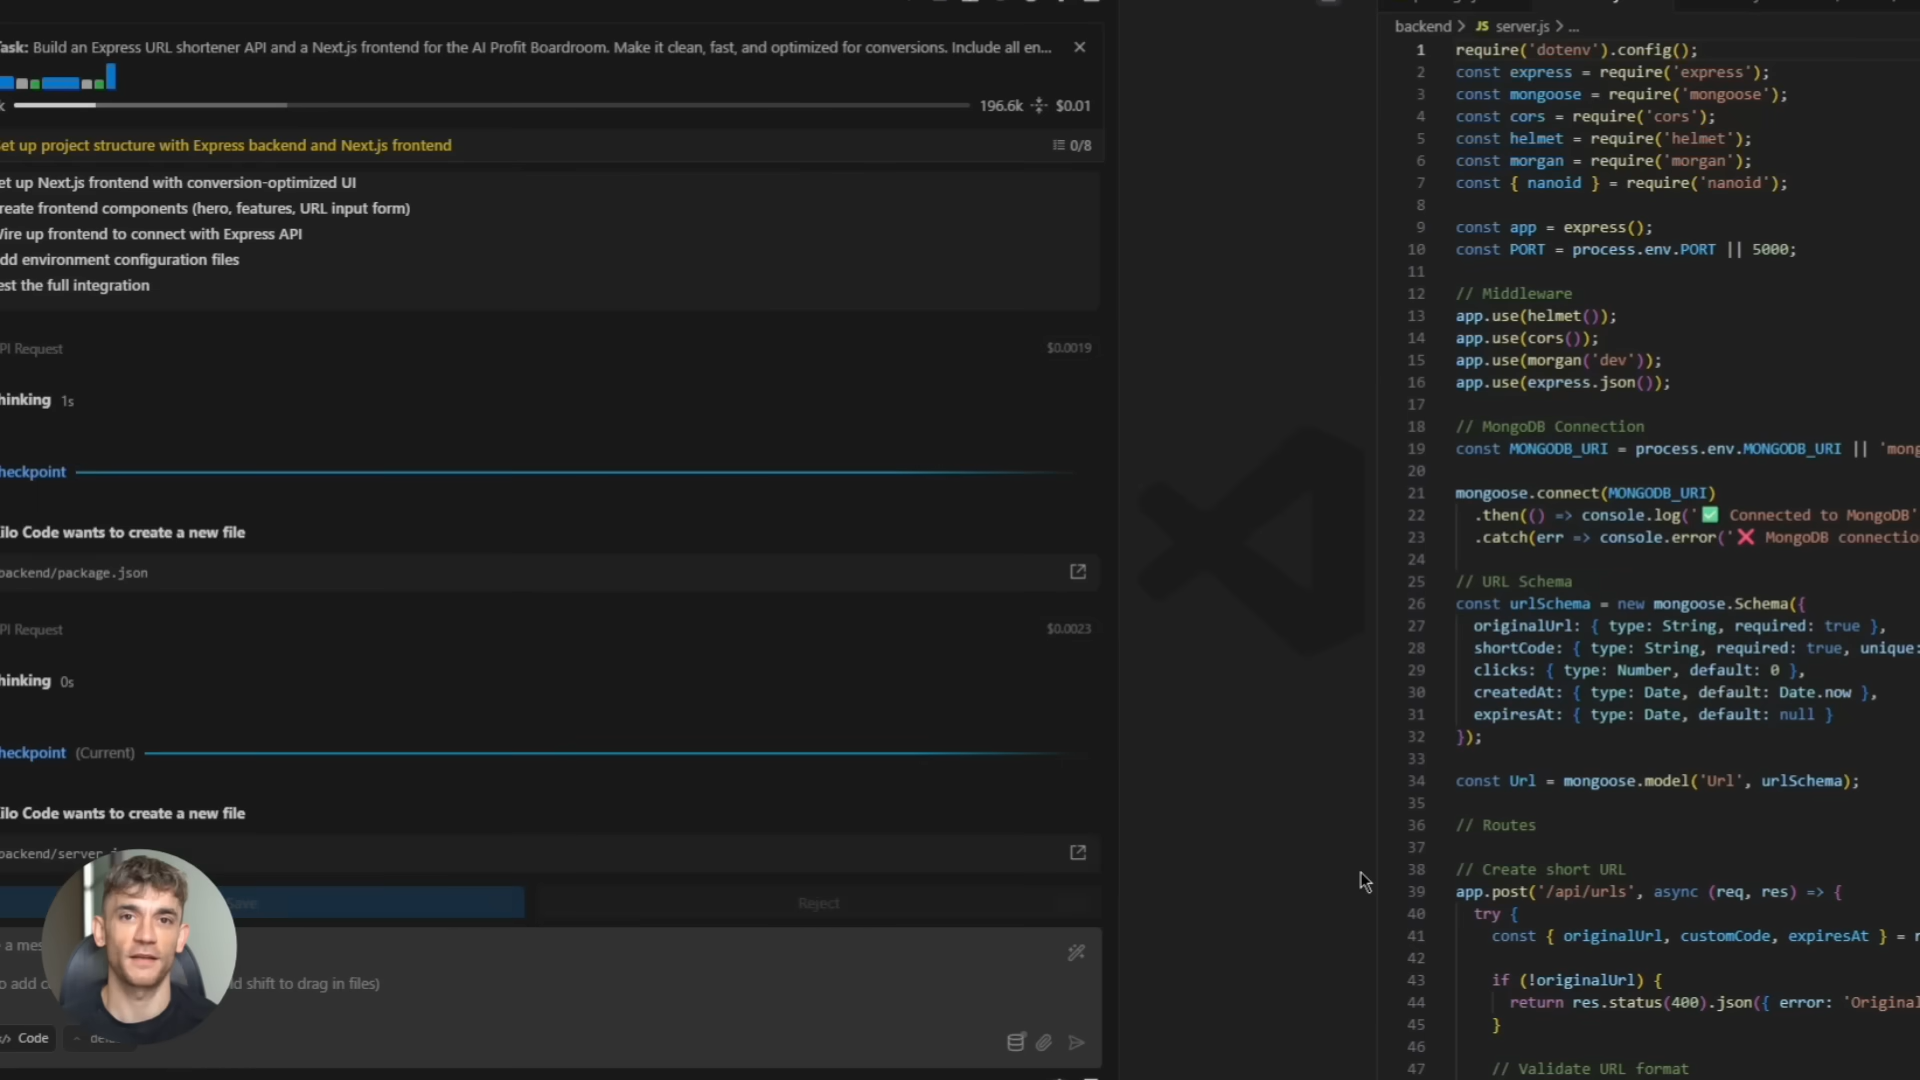 Task: Build an Express URL shortener API and a Next.js frontend for the AI Profit Boardroom. Make it clean, fast, and optimized for conversions. Include all en...
k 196.6k $0.01
et up project structure with Express backend and Next.js frontend 0/8
et up Next.js frontend with conversion-optimized UI
reate frontend components (hero, features, URL input form)
Wire up frontend to connect with Express API
dd environment configuration files
est the full integration
PI Request $0.0019
hinking 1s
heckpoint
ilo Code wants to create a new file
backend/package.json
PI Request $0.0023
hinking 0s
heckpoint (Current)
ilo Code wants to create a new file
backend/server
Save Reject
a mes
o add c d shift to drag in files)
Code
backend > JS server.js > ...
1 require('dotenv').config();
2 const express = require('express');
3 const mongoose = require('mongoose');
4 const cors = require('cors');
5 const helmet = require('helmet');
6 const morgan = require('morgan');
7 const { nanoid } = require('nanoid');
8
9 const app = express();
10 const PORT = process.env.PORT || 5000;
11
12 // Middleware
13 app.use(helmet());
14 app.use(cors());
15 app.use(morgan('dev'));
16 app.use(express.json());
17
18 // MongoDB Connection
19 const MONGODB_URI = process.env.MONGODB_URI || 'mong
20
21 mongoose.connect(MONGODB_URI)
22 .then(() => console.log('✅ Connected to MongoDB'
23 .catch(err => console.error('❌ MongoDB connectio
24
25 // URL Schema
26 const urlSchema = new mongoose.Schema({
27 originalUrl: { type: String, required: true },
28 shortCode: { type: String, required: true, unique:
29 clicks: { type: Number, default: 0 },
30 createdAt: { type: Date, default: Date.now },
31 expiresAt: { type: Date, default: null }
32 });
33
34 const Url = mongoose.model('Url', urlSchema);
35
36 // Routes
37
38 // Create short URL
39 app.post('/api/urls', async (req, res) => {
40 try {
41 const { originalUrl, customCode, expiresAt } = r
42
43 if (!originalUrl) {
44 return res.status(400).json({ error: 'Original
45 }
46
47 // Validate URL format